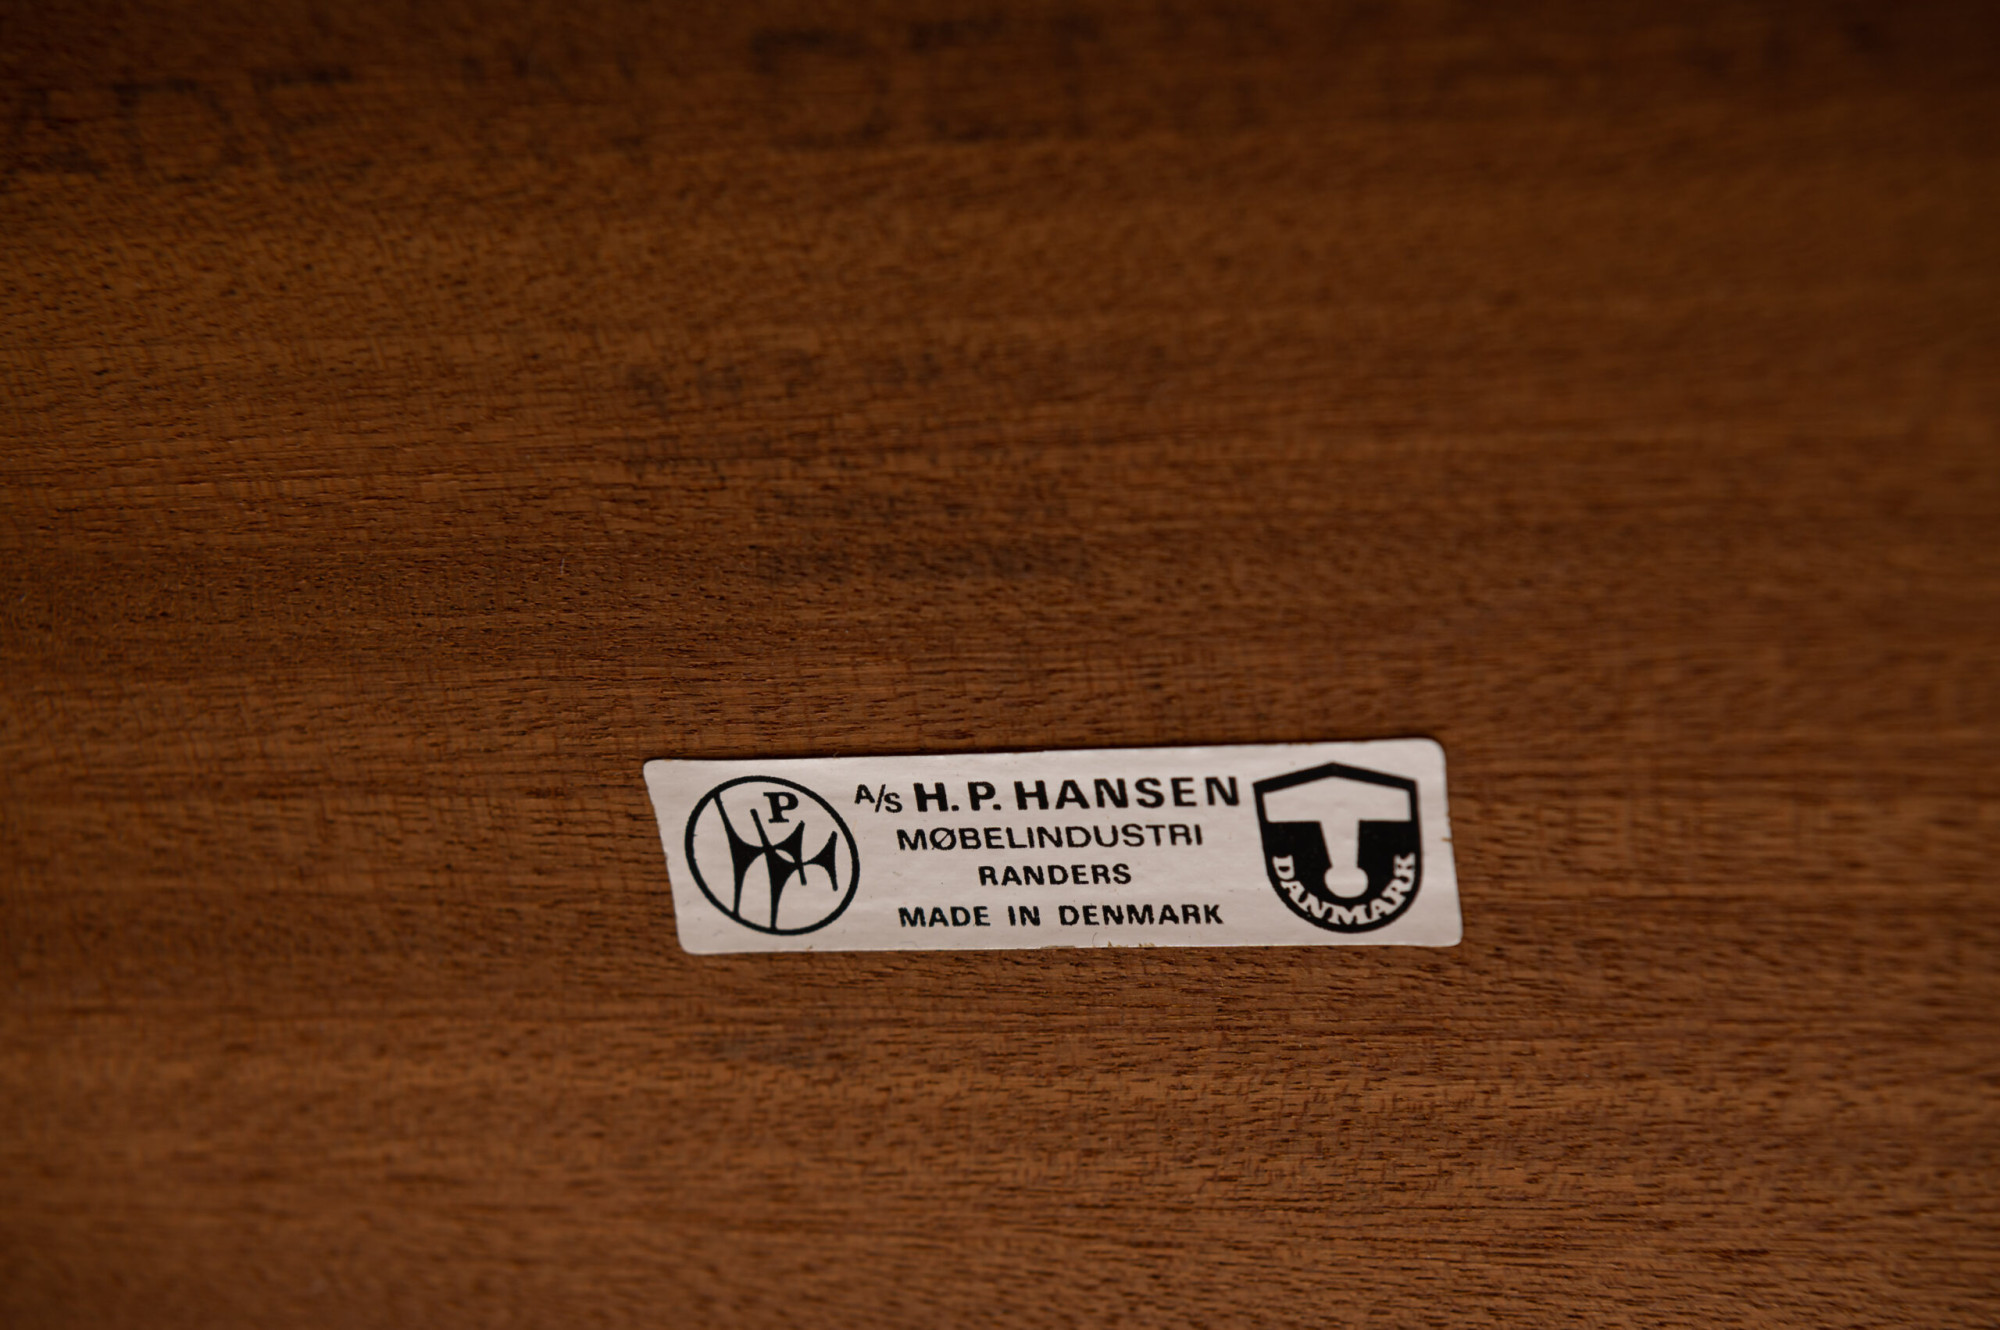 P
A/S H.P. HANSEN
MØBELINDUSTRI
RANDERS
MADE IN DENMARK
DANMARK